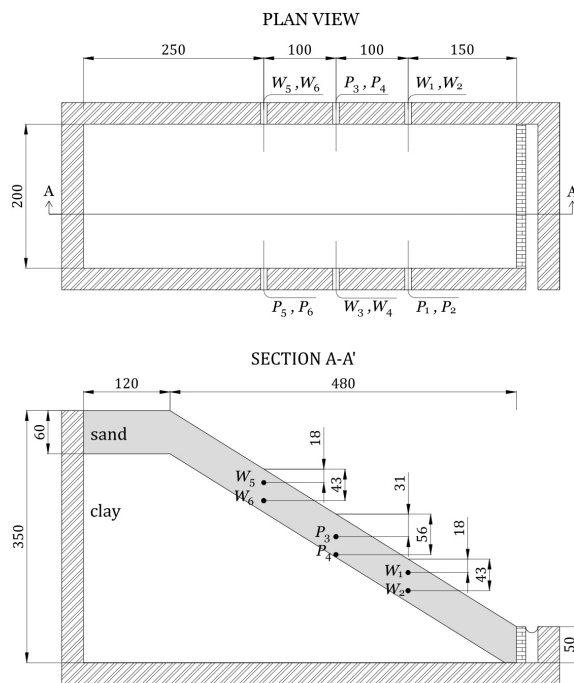 PLAN VIEW
250 100 100 150
W5 , W6 P3 , P4 W1 , W2
200
A A
P5 , P6 W3 , W4 P1 , P2
SECTION A-A'
120 480
60
sand
18
W5
43
W6
31
clay
350
P3
56
P4
18
W1
43
W2
50